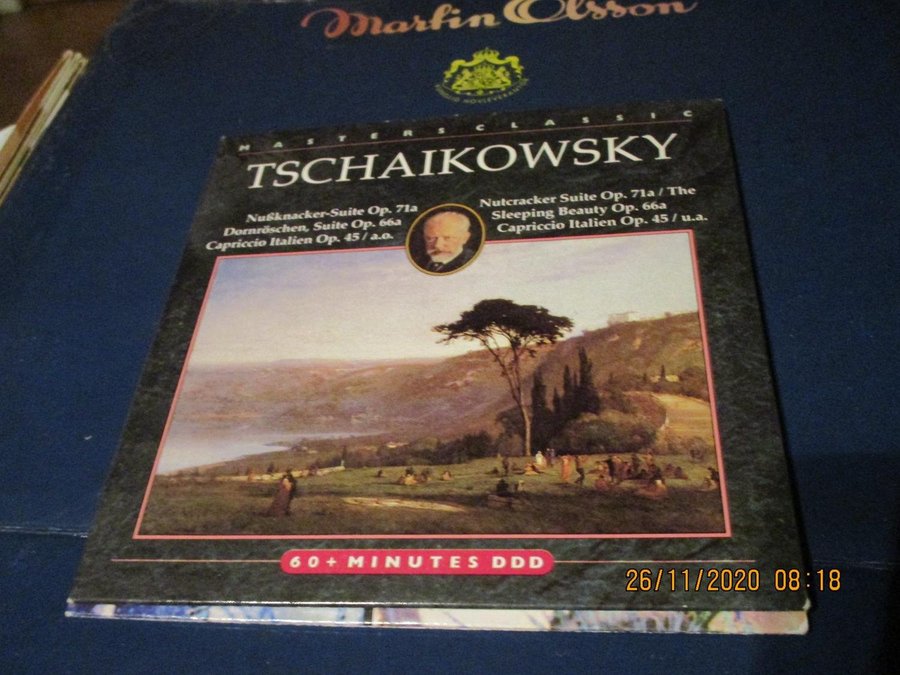 Martin Olsson
KUNGLIG HOVLEVERANTÖR
MASTERS CLASSIC
TSCHAIKOWSKY
Nußknacker-Suite Op. 71a
Dornröschen, Suite Op. 66a
Capriccio Italien Op. 45 / a.o.
Nutcracker Suite Op. 71a / The
Sleeping Beauty Op. 66a
Capriccio Italien Op. 45 / u.a.
60+ MINUTES DDD
26/11/2020 08:18